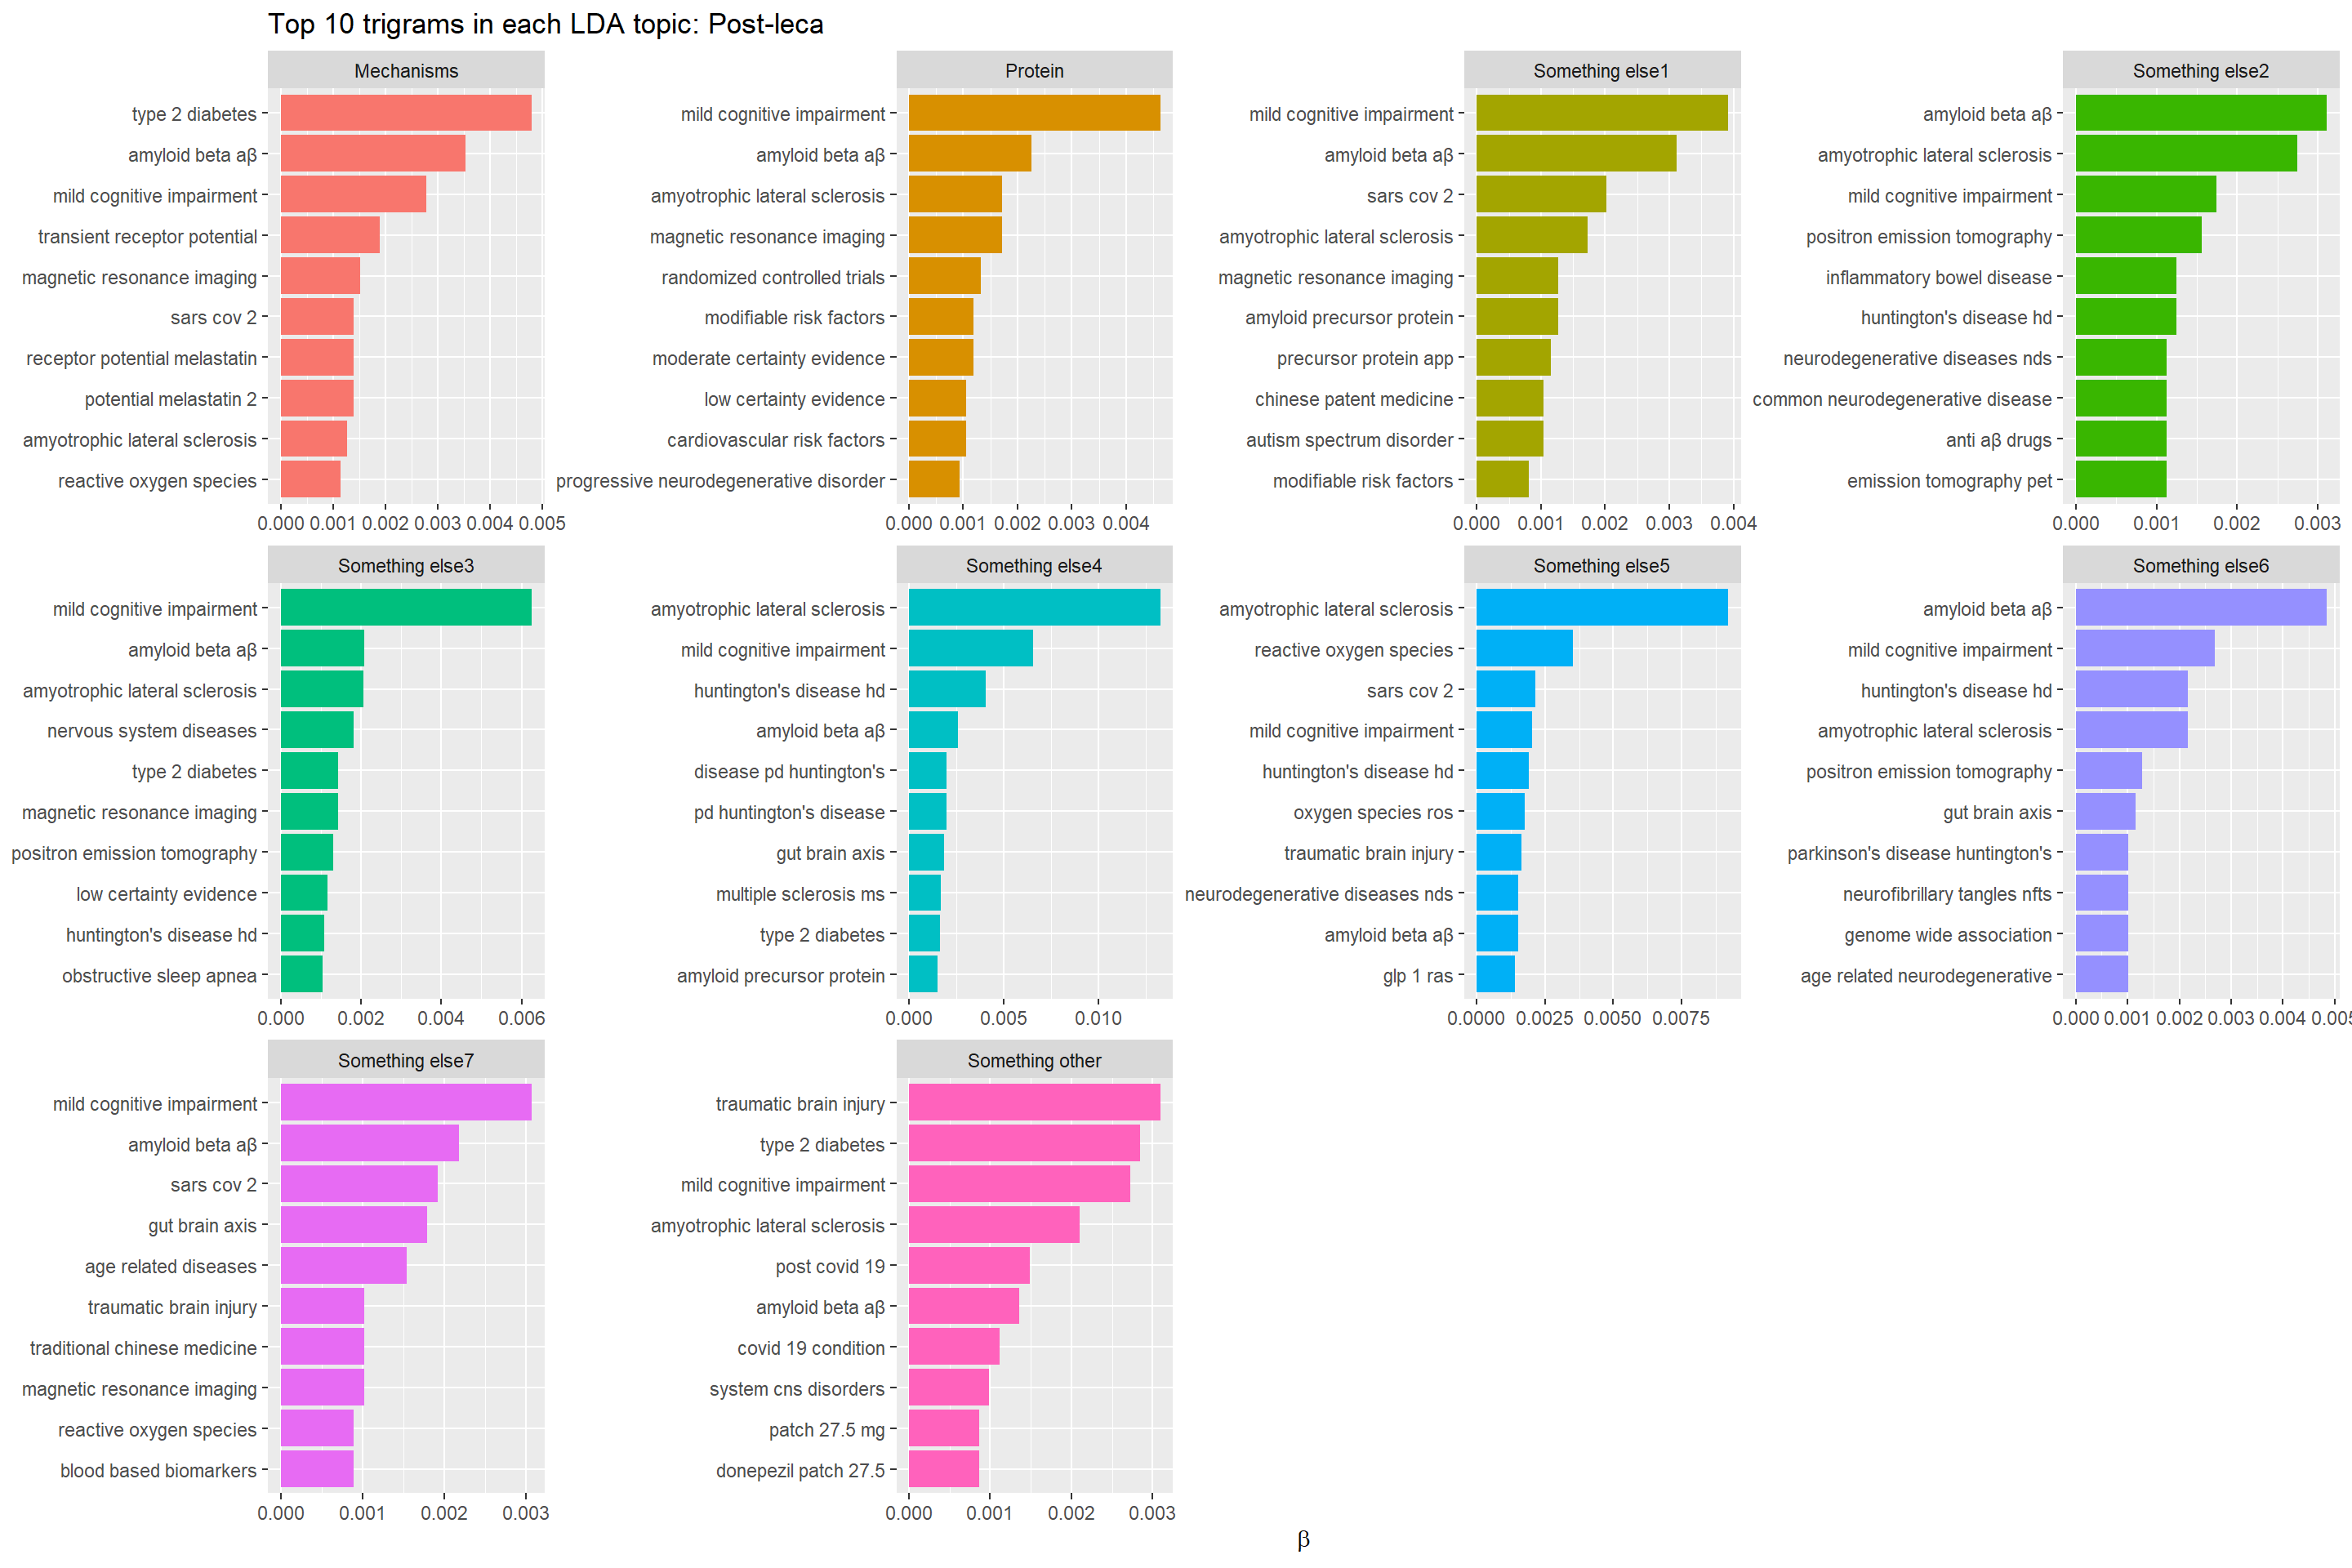 Top 10 trigrams in each LDA topic: Post-leca
Mechanisms
type 2 diabetes
amyloid beta aβ
mild cognitive impairment
transient receptor potential
magnetic resonance imaging
sars cov 2
receptor potential melastatin
potential melastatin 2
amyotrophic lateral sclerosis
reactive oxygen species
0.000 0.001 0.002 0.003 0.004 0.005
Protein
mild cognitive impairment
amyloid beta aβ
amyotrophic lateral sclerosis
magnetic resonance imaging
randomized controlled trials
modifiable risk factors
moderate certainty evidence
low certainty evidence
cardiovascular risk factors
progressive neurodegenerative disorder
0.000 0.001 0.002 0.003 0.004
Something else1
mild cognitive impairment
amyloid beta aβ
sars cov 2
amyotrophic lateral sclerosis
magnetic resonance imaging
amyloid precursor protein
precursor protein app
chinese patent medicine
autism spectrum disorder
modifiable risk factors
0.000 0.001 0.002 0.003 0.004
Something else2
amyloid beta aβ
amyotrophic lateral sclerosis
mild cognitive impairment
positron emission tomography
inflammatory bowel disease
huntington's disease hd
neurodegenerative diseases nds
common neurodegenerative disease
anti aβ drugs
emission tomography pet
0.000 0.001 0.002 0.003
Something else3
mild cognitive impairment
amyloid beta aβ
amyotrophic lateral sclerosis
nervous system diseases
type 2 diabetes
magnetic resonance imaging
positron emission tomography
low certainty evidence
huntington's disease hd
obstructive sleep apnea
0.000 0.002 0.004 0.006
Something else4
amyotrophic lateral sclerosis
mild cognitive impairment
huntington's disease hd
amyloid beta aβ
disease pd huntington's
pd huntington's disease
gut brain axis
multiple sclerosis ms
type 2 diabetes
amyloid precursor protein
0.000 0.005 0.010
Something else5
amyotrophic lateral sclerosis
reactive oxygen species
sars cov 2
mild cognitive impairment
huntington's disease hd
oxygen species ros
traumatic brain injury
neurodegenerative diseases nds
amyloid beta aβ
glp 1 ras
0.0000 0.0025 0.0050 0.0075
Something else6
amyloid beta aβ
mild cognitive impairment
huntington's disease hd
amyotrophic lateral sclerosis
positron emission tomography
gut brain axis
parkinson's disease huntington's
neurofibrillary tangles nfts
genome wide association
age related neurodegenerative
0.000 0.001 0.002 0.003 0.004 0.005
Something else7
mild cognitive impairment
amyloid beta aβ
sars cov 2
gut brain axis
age related diseases
traumatic brain injury
traditional chinese medicine
magnetic resonance imaging
reactive oxygen species
blood based biomarkers
0.000 0.001 0.002 0.003
Something other
traumatic brain injury
type 2 diabetes
mild cognitive impairment
amyotrophic lateral sclerosis
post covid 19
amyloid beta aβ
covid 19 condition
system cns disorders
patch 27.5 mg
donepezil patch 27.5
0.000 0.001 0.002 0.003
β